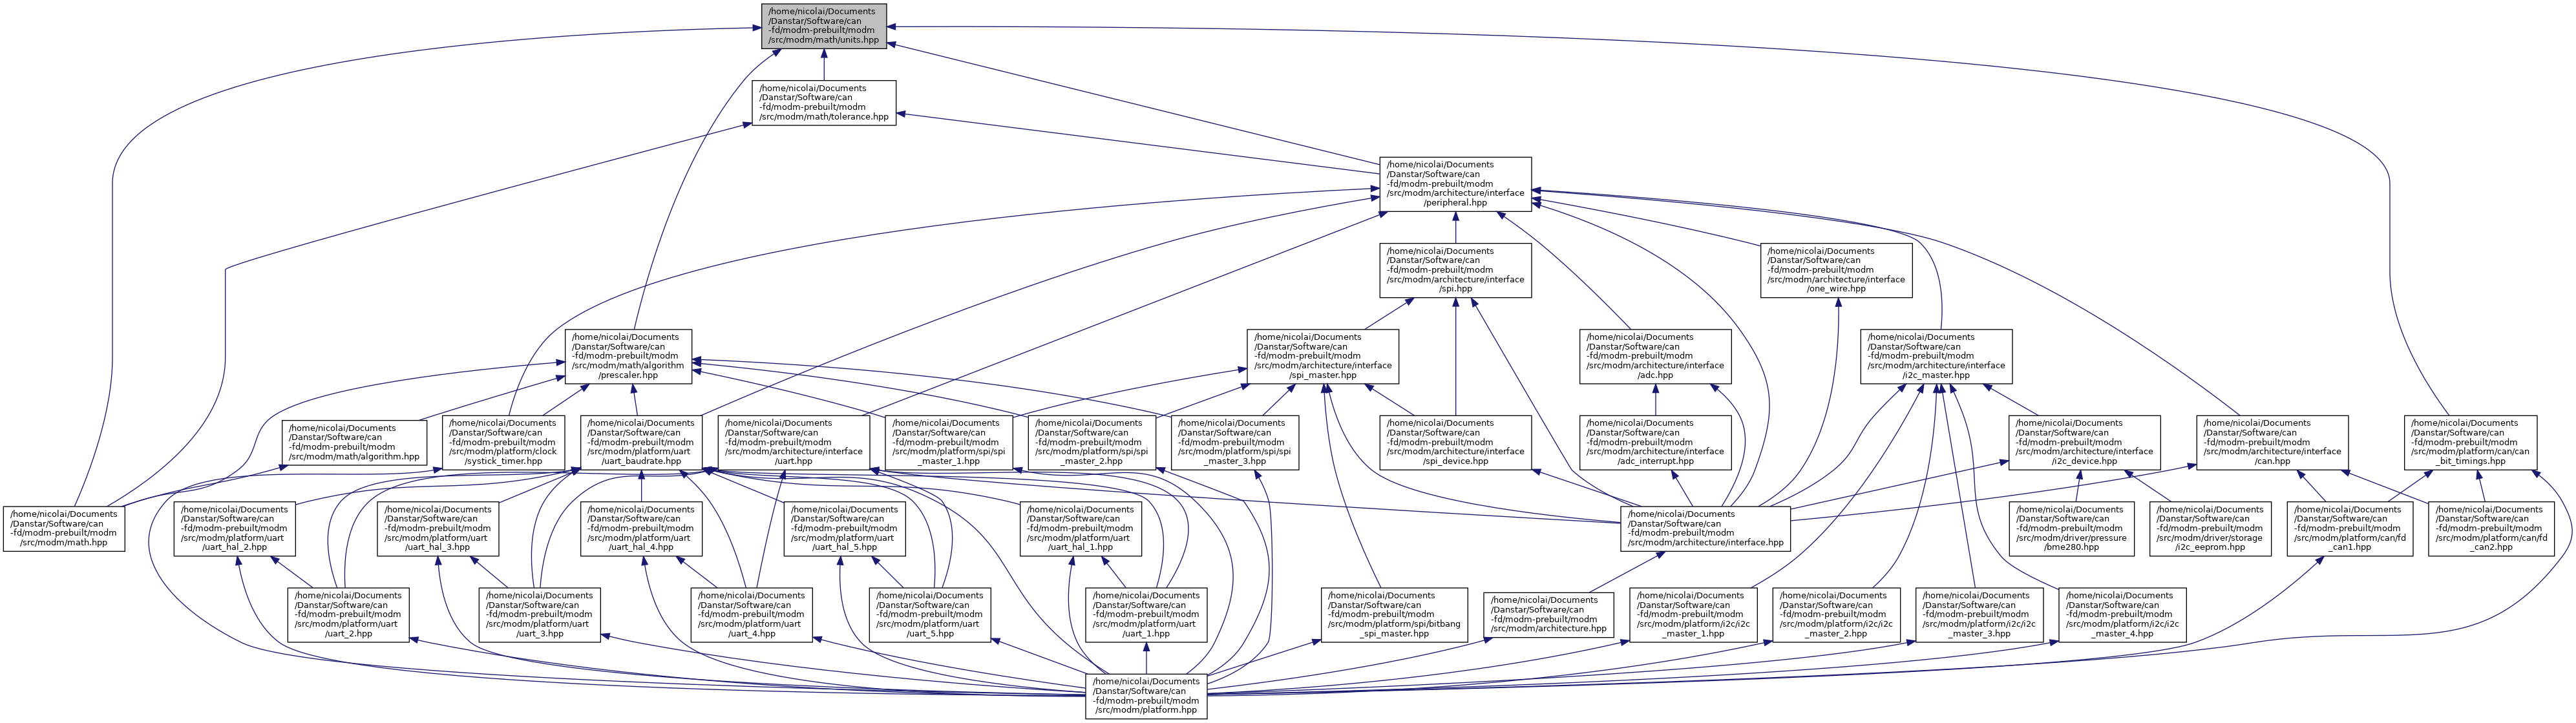 /home/nicolai/Documents
/Danstar/Software/can
-fd/modm-prebuilt/modm
/src/modm/math/units.hpp
/home/nicolai/Documents
/Danstar/Software/can
-fd/modm-prebuilt/modm
/src/modm/math/tolerance.hpp
/home/nicolai/Documents
/Danstar/Software/can
-fd/modm-prebuilt/modm
/src/modm/architecture/interface
/peripheral.hpp
/home/nicolai/Documents
/Danstar/Software/can
-fd/modm-prebuilt/modm
/src/modm/architecture/interface
/spi.hpp
/home/nicolai/Documents
/Danstar/Software/can
-fd/modm-prebuilt/modm
/src/modm/architecture/interface
/one_wire.hpp
/home/nicolai/Documents
/Danstar/Software/can
-fd/modm-prebuilt/modm
/src/modm/math/algorithm
/prescaler.hpp
/home/nicolai/Documents
/Danstar/Software/can
-fd/modm-prebuilt/modm
/src/modm/architecture/interface
/spi_master.hpp
/home/nicolai/Documents
/Danstar/Software/can
-fd/modm-prebuilt/modm
/src/modm/architecture/interface
/adc.hpp
/home/nicolai/Documents
/Danstar/Software/can
-fd/modm-prebuilt/modm
/src/modm/architecture/interface
/i2c_master.hpp
/home/nicolai/Documents
/Danstar/Software/can
-fd/modm-prebuilt/modm
/src/modm/math/algorithm.hpp
/home/nicolai/Documents
/Danstar/Software/can
-fd/modm-prebuilt/modm
/src/modm/platform/clock
/systick_timer.hpp
/home/nicolai/Documents
/Danstar/Software/can
-fd/modm-prebuilt/modm
/src/modm/platform/uart
/uart_baudrate.hpp
/home/nicolai/Documents
/Danstar/Software/can
-fd/modm-prebuilt/modm
/src/modm/architecture/interface
/uart.hpp
/home/nicolai/Documents
/Danstar/Software/can
-fd/modm-prebuilt/modm
/src/modm/platform/spi/spi
_master_1.hpp
/home/nicolai/Documents
/Danstar/Software/can
-fd/modm-prebuilt/modm
/src/modm/platform/spi/spi
_master_2.hpp
/home/nicolai/Documents
/Danstar/Software/can
-fd/modm-prebuilt/modm
/src/modm/platform/spi/spi
_master_3.hpp
/home/nicolai/Documents
/Danstar/Software/can
-fd/modm-prebuilt/modm
/src/modm/architecture/interface
/spi_device.hpp
/home/nicolai/Documents
/Danstar/Software/can
-fd/modm-prebuilt/modm
/src/modm/architecture/interface
/adc_interrupt.hpp
/home/nicolai/Documents
/Danstar/Software/can
-fd/modm-prebuilt/modm
/src/modm/architecture/interface
/i2c_device.hpp
/home/nicolai/Documents
/Danstar/Software/can
-fd/modm-prebuilt/modm
/src/modm/architecture/interface
/can.hpp
/home/nicolai/Documents
/Danstar/Software/can
-fd/modm-prebuilt/modm
/src/modm/platform/can/can
_bit_timings.hpp
/home/nicolai/Documents
/Danstar/Software/can
-fd/modm-prebuilt/modm
/src/modm/math.hpp
/home/nicolai/Documents
/Danstar/Software/can
-fd/modm-prebuilt/modm
/src/modm/platform/uart
/uart_hal_2.hpp
/home/nicolai/Documents
/Danstar/Software/can
-fd/modm-prebuilt/modm
/src/modm/platform/uart
/uart_hal_3.hpp
/home/nicolai/Documents
/Danstar/Software/can
-fd/modm-prebuilt/modm
/src/modm/platform/uart
/uart_hal_4.hpp
/home/nicolai/Documents
/Danstar/Software/can
-fd/modm-prebuilt/modm
/src/modm/platform/uart
/uart_hal_5.hpp
/home/nicolai/Documents
/Danstar/Software/can
-fd/modm-prebuilt/modm
/src/modm/platform/uart
/uart_hal_1.hpp
/home/nicolai/Documents
/Danstar/Software/can
-fd/modm-prebuilt/modm
/src/modm/architecture/interface.hpp
/home/nicolai/Documents
/Danstar/Software/can
-fd/modm-prebuilt/modm
/src/modm/driver/pressure
/bme280.hpp
/home/nicolai/Documents
/Danstar/Software/can
-fd/modm-prebuilt/modm
/src/modm/driver/storage
/i2c_eeprom.hpp
/home/nicolai/Documents
/Danstar/Software/can
-fd/modm-prebuilt/modm
/src/modm/platform/can/fd
_can1.hpp
/home/nicolai/Documents
/Danstar/Software/can
-fd/modm-prebuilt/modm
/src/modm/platform/can/fd
_can2.hpp
/home/nicolai/Documents
/Danstar/Software/can
-fd/modm-prebuilt/modm
/src/modm/platform/uart
/uart_2.hpp
/home/nicolai/Documents
/Danstar/Software/can
-fd/modm-prebuilt/modm
/src/modm/platform/uart
/uart_3.hpp
/home/nicolai/Documents
/Danstar/Software/can
-fd/modm-prebuilt/modm
/src/modm/platform/uart
/uart_4.hpp
/home/nicolai/Documents
/Danstar/Software/can
-fd/modm-prebuilt/modm
/src/modm/platform/uart
/uart_5.hpp
/home/nicolai/Documents
/Danstar/Software/can
-fd/modm-prebuilt/modm
/src/modm/platform/uart
/uart_1.hpp
/home/nicolai/Documents
/Danstar/Software/can
-fd/modm-prebuilt/modm
/src/modm/platform/spi/bitbang
_spi_master.hpp
/home/nicolai/Documents
/Danstar/Software/can
-fd/modm-prebuilt/modm
/src/modm/architecture.hpp
/home/nicolai/Documents
/Danstar/Software/can
-fd/modm-prebuilt/modm
/src/modm/platform/i2c/i2c
_master_1.hpp
/home/nicolai/Documents
/Danstar/Software/can
-fd/modm-prebuilt/modm
/src/modm/platform/i2c/i2c
_master_2.hpp
/home/nicolai/Documents
/Danstar/Software/can
-fd/modm-prebuilt/modm
/src/modm/platform/i2c/i2c
_master_3.hpp
/home/nicolai/Documents
/Danstar/Software/can
-fd/modm-prebuilt/modm
/src/modm/platform/i2c/i2c
_master_4.hpp
/home/nicolai/Documents
/Danstar/Software/can
-fd/modm-prebuilt/modm
/src/modm/platform.hpp